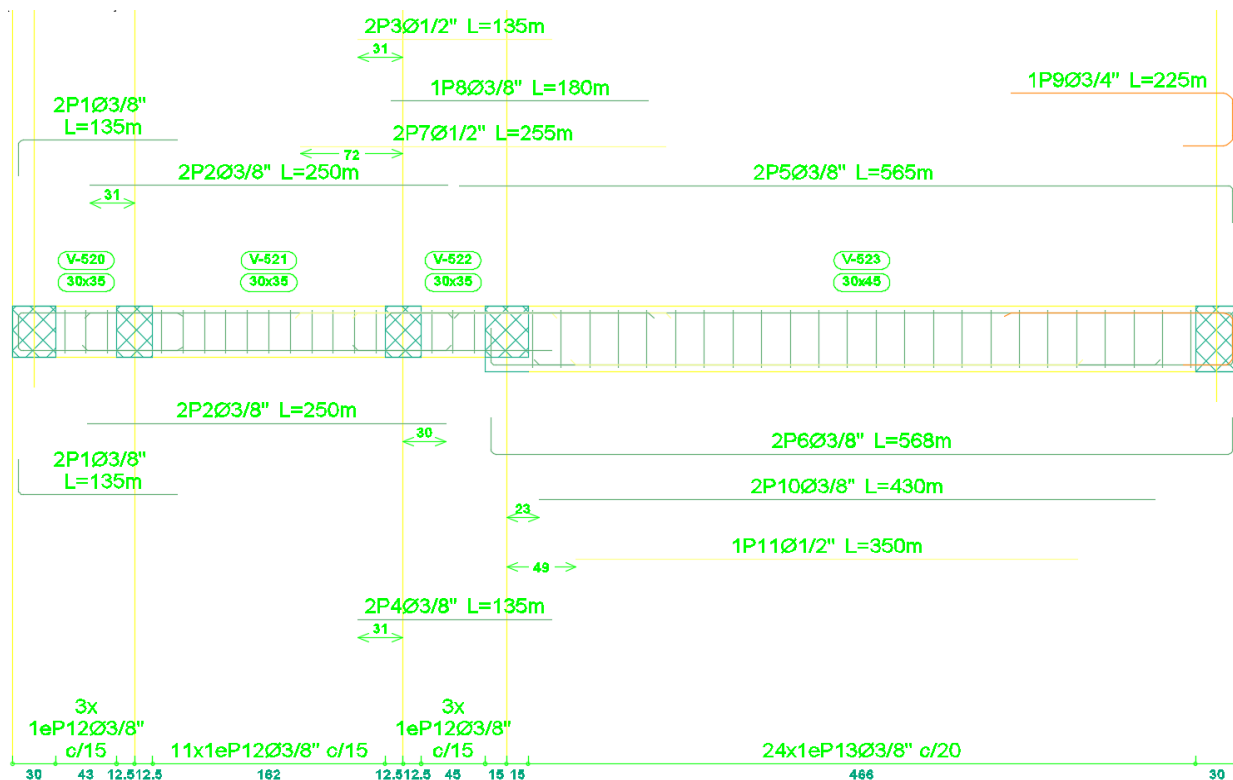 2P3Ø1/2" L=135m
31
1P8Ø3/8" L=180m
1P9Ø3/4" L=225m
2P1Ø3/8"
L=135m
2P7Ø1/2" L=255m
72
2P2Ø3/8" L=250m
2P5Ø3/8" L=565m
31
V-520
30x35
V-521
30x35
V-522
30x35
V-523
30x45
2P2Ø3/8" L=250m
30
2P6Ø3/8" L=568m
2P1Ø3/8"
L=135m
2P10Ø3/8" L=430m
23
1P11Ø1/2" L=350m
49
2P4Ø3/8" L=135m
31
3x
1eP12Ø3/8"
c/15
11x1eP12Ø3/8" c/15
3x
1eP12Ø3/8"
c/15
24x1eP13Ø3/8" c/20
30 43 12.5 12.5 162 12.5 12.5 45 15 15 466 30